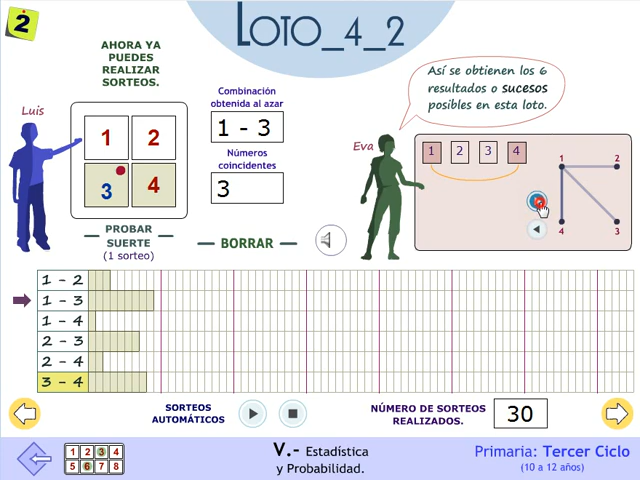 2
LOTO_4_2
AHORA YA
PUEDES
REALIZAR
SORTEOS.
Luis
1 2
3 4
PROBAR
SUERTE
(1 sorteo)
Combinación
obtenida al azar
1 - 3
Números
coincidentes
3
BORRAR
Así se obtienen los 6
resultados o sucesos
posibles en esta loto.
Eva
1 2 3 4
1 2
4 3
1 - 2
1 - 3
1 - 4
2 - 3
2 - 4
3 - 4
SORTEOS
AUTOMÁTICOS
NÚMERO DE SORTEOS
REALIZADOS.
30
1 2 3 4
5 6 7 8
V.- Estadística
y Probabilidad.
Primaria: Tercer Ciclo
(10 a 12 años)